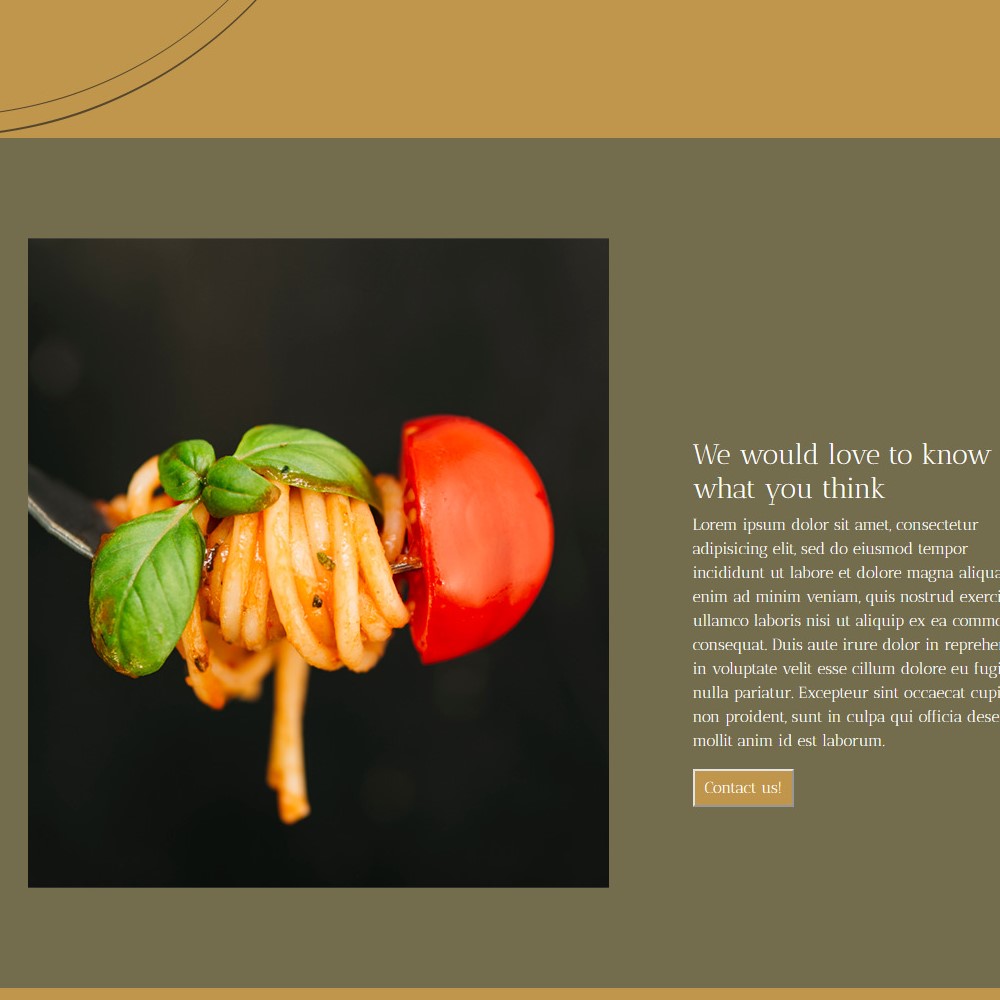 We would love to know
what you think
Lorem ipsum dolor sit amet, consectetur
adipisicing elit, sed do eiusmod tempor
incididunt ut labore et dolore magna aliqua
enim ad minim veniam, quis nostrud exerci
ullamco laboris nisi ut aliquip ex ea commo
consequat. Duis aute irure dolor in reprehe
in voluptate velit esse cillum dolore eu fugi
nulla pariatur. Excepteur sint occaecat cupi
non proident, sunt in culpa qui officia dese
mollit anim id est laborum.
Contact us!